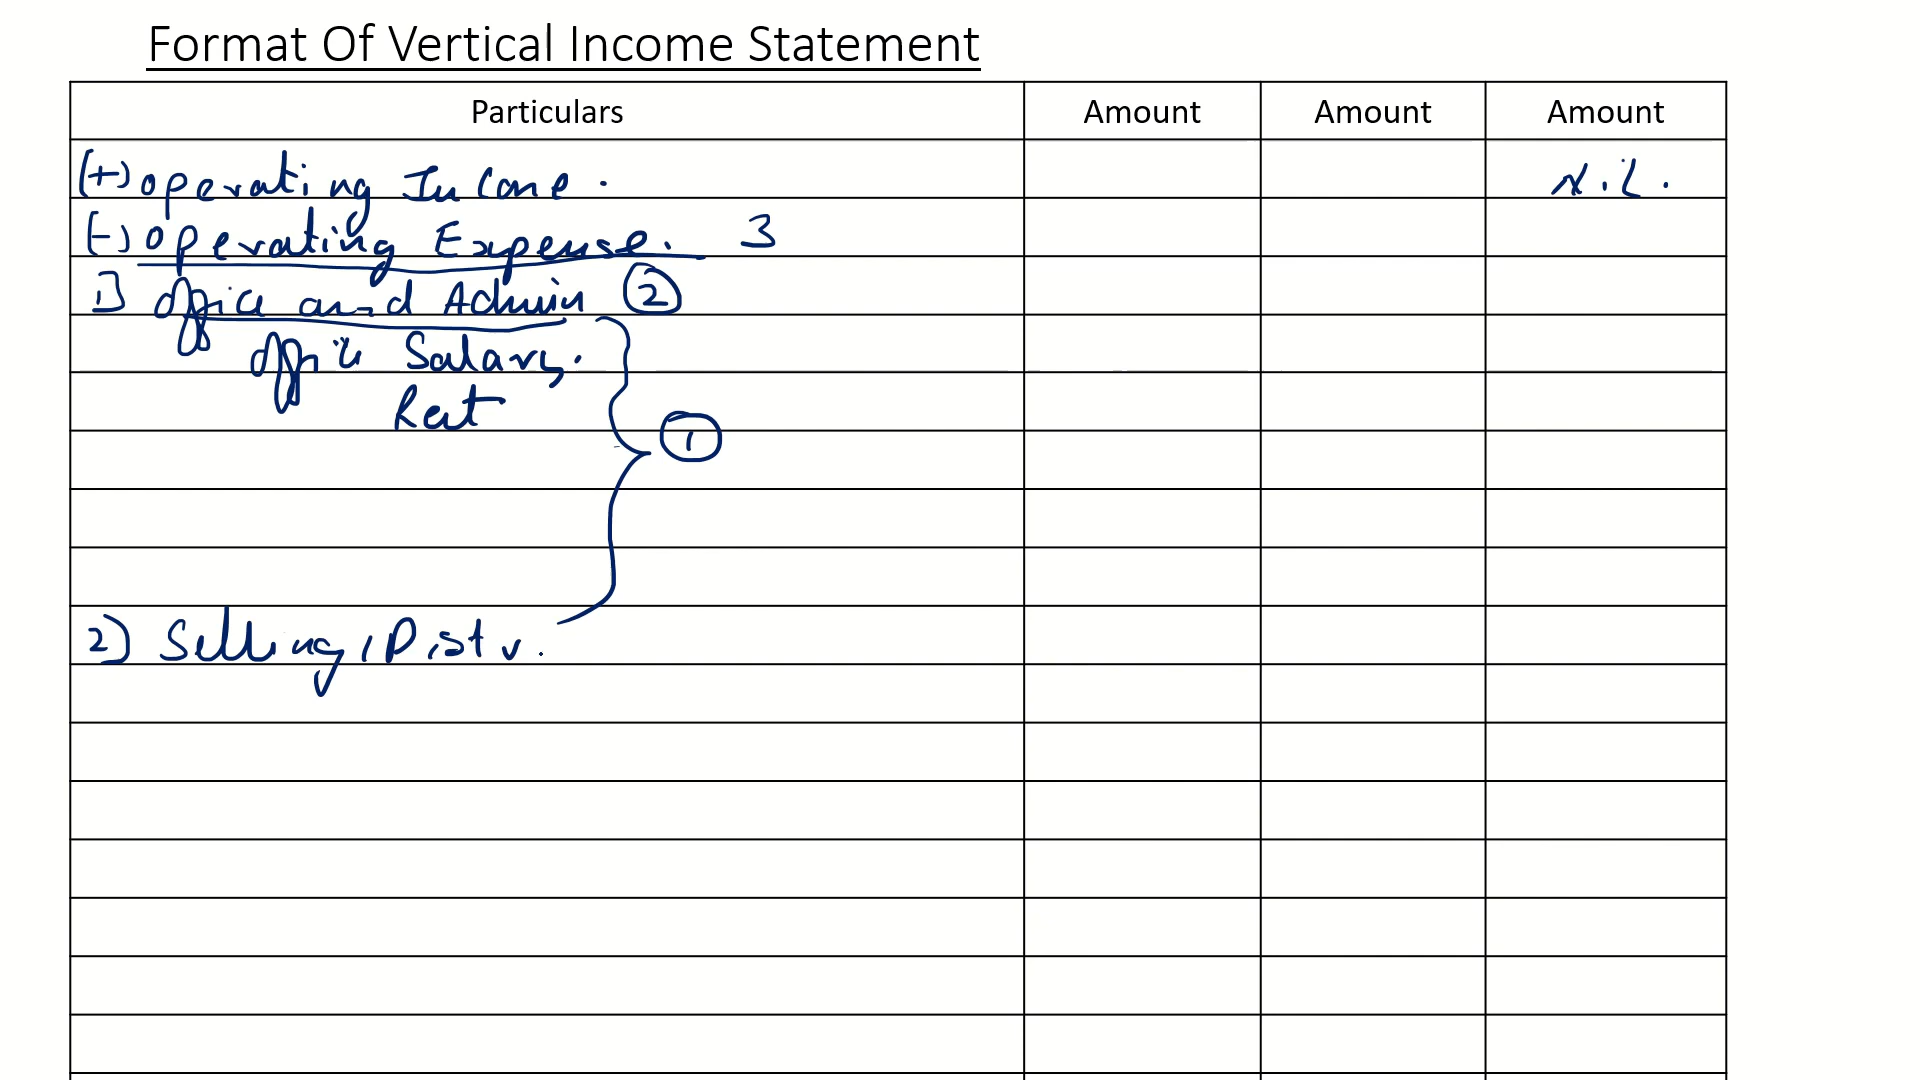 Format Of Vertical Income Statement
Particulars Amount Amount Amount
(+) operating Income. Nil.
(-) operating Expense. 3
1) office and Admin 2
office Salary.
Rent
1
2) Selling, Distr.